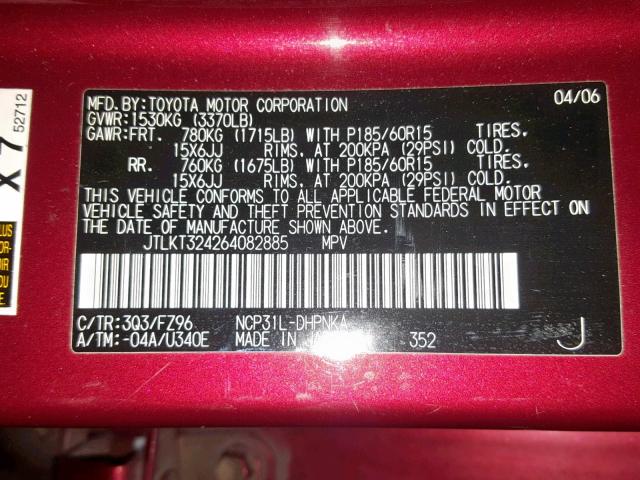 MFD.BY:TOYOTA MOTOR CORPORATION 04/06
GVWR:1530KG (3370LB)
GAWR:FRT. 780KG (1715LB) WITH P185/60R15 TIRES.
15X6JJ RIMS. AT 200KPA (29PSI) COLD.
RR. 760KG (1675LB) WITH P185/60R15 TIRES.
15X6JJ RIMS. AT 200KPA (29PSI) COLD.
THIS VEHICLE CONFORMS TO ALL APPLICABLE FEDERAL MOTOR
VEHICLE SAFETY AND THEFT PREVENTION STANDARDS IN EFFECT ON
THE DATE OF MANUFACTURE SHOWN ABOVE.
JTLKT324264082885 MPV
C/TR:3Q3/FZ96 NCP31L-DHPNKA
A/TM:-04A/U340E MADE IN 352 J
X 7
52712